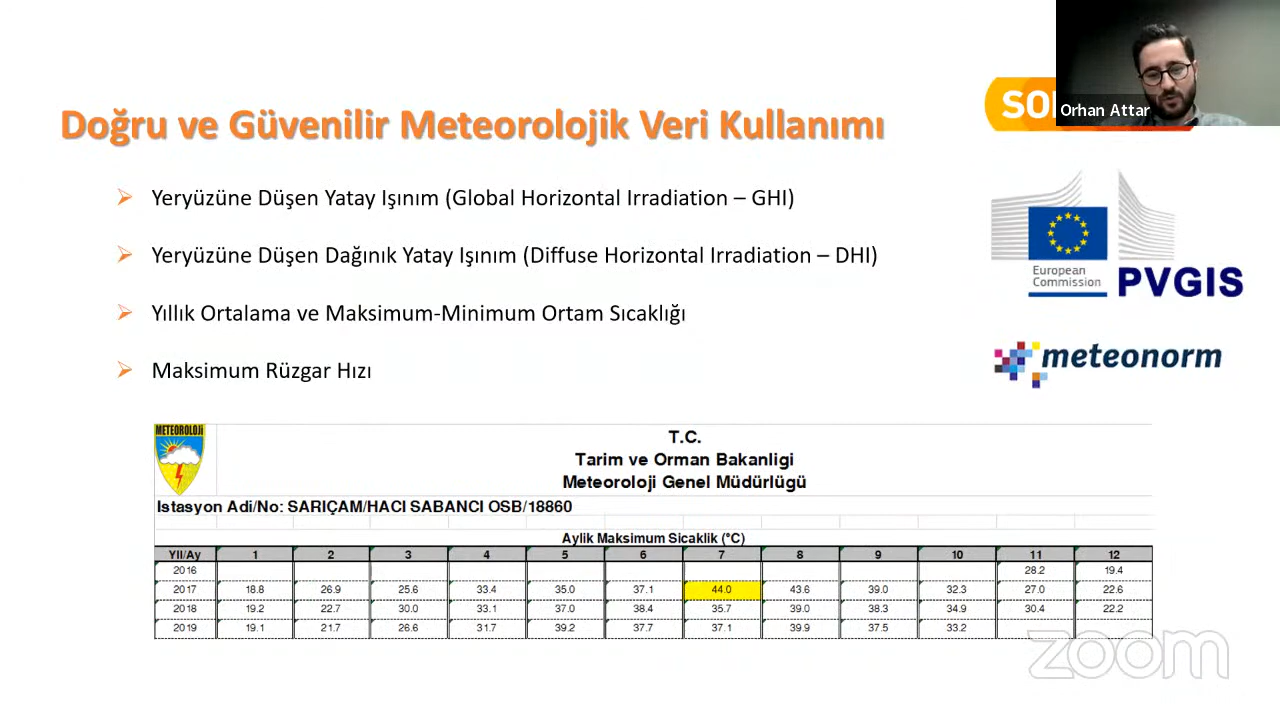 Doğru ve Güvenilir Meteorolojik Veri Kullanımı
Orhan Attar
Yeryüzüne Düşen Yatay Işınım (Global Horizontal Irradiation – GHI)
Yeryüzüne Düşen Dağınık Yatay Işınım (Diffuse Horizontal Irradiation – DHI)
Yıllık Ortalama ve Maksimum-Minimum Ortam Sıcaklığı
Maksimum Rüzgar Hızı
European
Commission
PVGIS
meteonorm
METEOROLOJİ
T.C.
Tarim ve Orman Bakanligi
Meteoroloji Genel Müdürlügü
Istasyon Adi/No: SARIÇAM/HACI SABANCI OSB/18860
Aylik Maksimum Sicaklik (°C)
Yıl/Ay 1 2 3 4 5 6 7 8 9 10 11 12
2016 28.2 19.4
2017 18.8 26.9 25.6 33.4 35.0 37.1 44.0 43.6 39.0 32.3 27.0 22.6
2018 19.2 22.7 30.0 33.1 37.0 38.4 35.7 39.0 38.3 34.9 30.4 22.2
2019 19.1 21.7 26.6 31.7 39.2 37.7 37.1 39.9 37.5 33.2
zoom